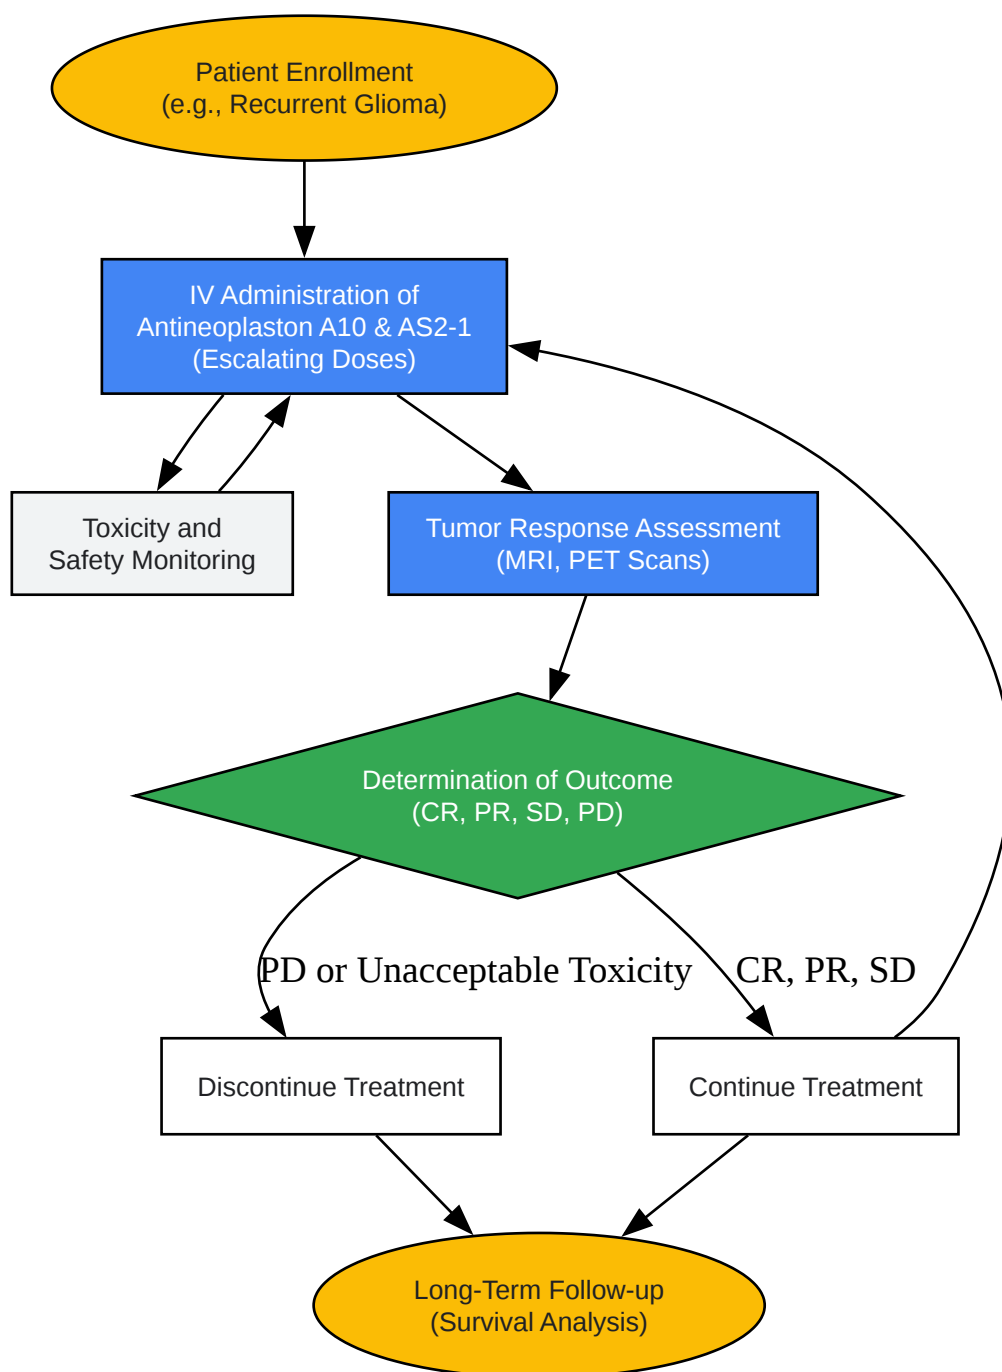 Patient Enrollment
(e.g., Recurrent Glioma)
IV Administration of
Antineoplaston A10 & AS2-1
(Escalating Doses)
Toxicity and
Safety Monitoring
Tumor Response Assessment
(MRI, PET Scans)
Determination of Outcome
(CR, PR, SD, PD)
PD or Unacceptable Toxicity
CR, PR, SD
Discontinue Treatment
Continue Treatment
Long-Term Follow-up
(Survival Analysis)